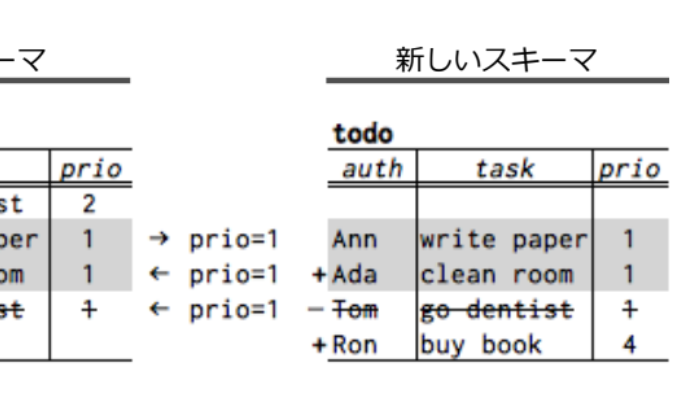 ーマ 新しいスキーマ
todo
prio auth task prio
st 2
per 1 → prio=1 Ann write paper 1
om 1 ← prio=1 +Ada clean room 1
st 1 ← prio=1 −Tom go dentist 1
+Ron buy book 4